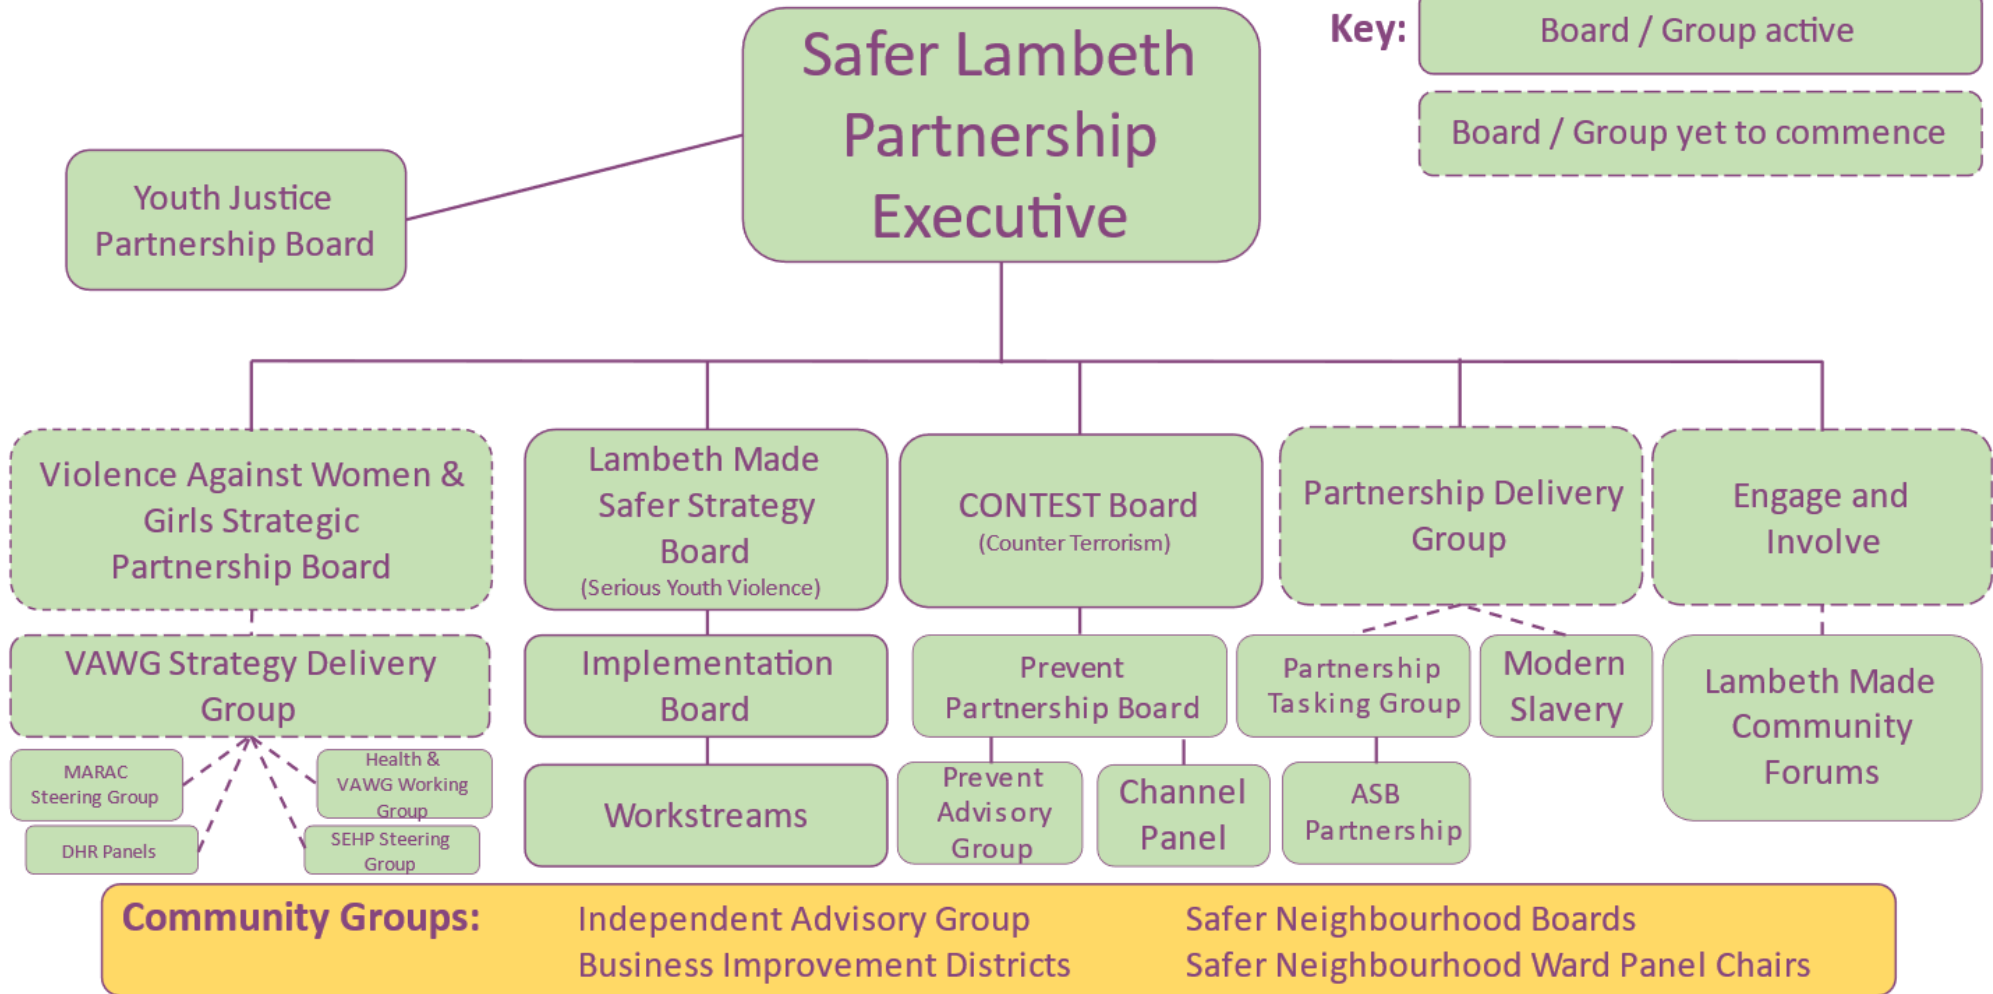 Safer Lambeth
Partnership
Executive
Key:
Board / Group active
Board / Group yet to commence
Youth Justice
Partnership Board
Violence Against Women &
Girls Strategic
Partnership Board
Lambeth Made
Safer Strategy
Board
(Serious Youth Violence)
CONTEST Board
(Counter Terrorism)
Partnership Delivery
Group
Engage and
Involve
VAWG Strategy Delivery
Group
Implementation
Board
Prevent
Partnership Board
Partnership
Tasking Group
Modern
Slavery
Lambeth Made
Community
Forums
MARAC
Steering Group
Health &
VAWG Working
Group
DHR Panels
SEHP Steering
Group
Workstreams
Prevent
Advisory
Group
Channel
Panel
ASB
Partnership
Community Groups:
Independent Advisory Group
Business Improvement Districts
Safer Neighbourhood Boards
Safer Neighbourhood Ward Panel Chairs